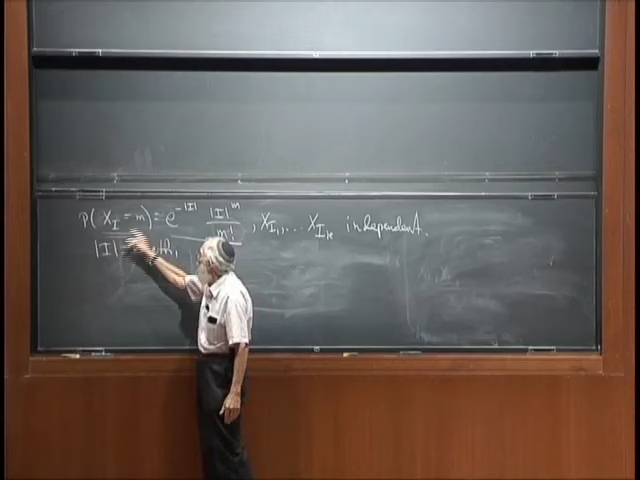 P( X_I = m ) = e^{-|I|} |I|^m / m! , X_{I_1}, ... X_{I_k} independent.
|I|